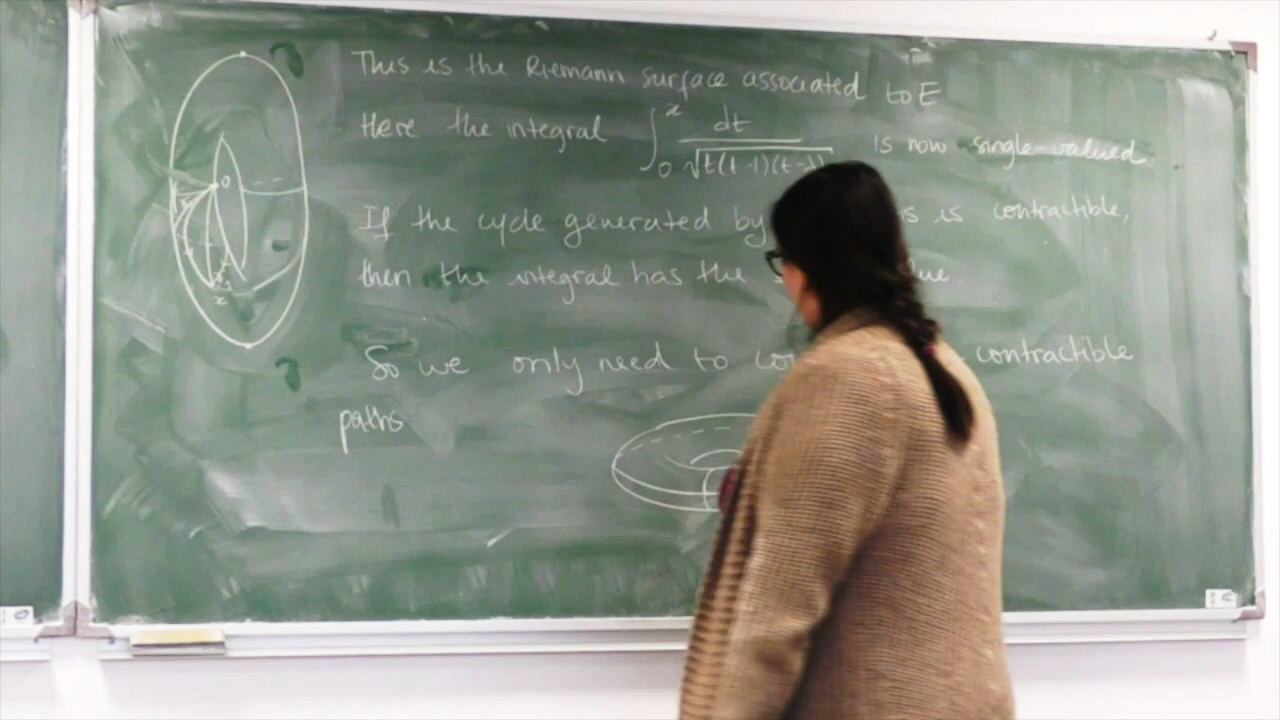 This is the Riemann surface associated to E
Here the integral ∫₀ˣ dt / √t(t-1)(t-λ) is now single-valued.
If the cycle generated by is contractible,
then the integral has the
So we only need to contractible
paths
0
x